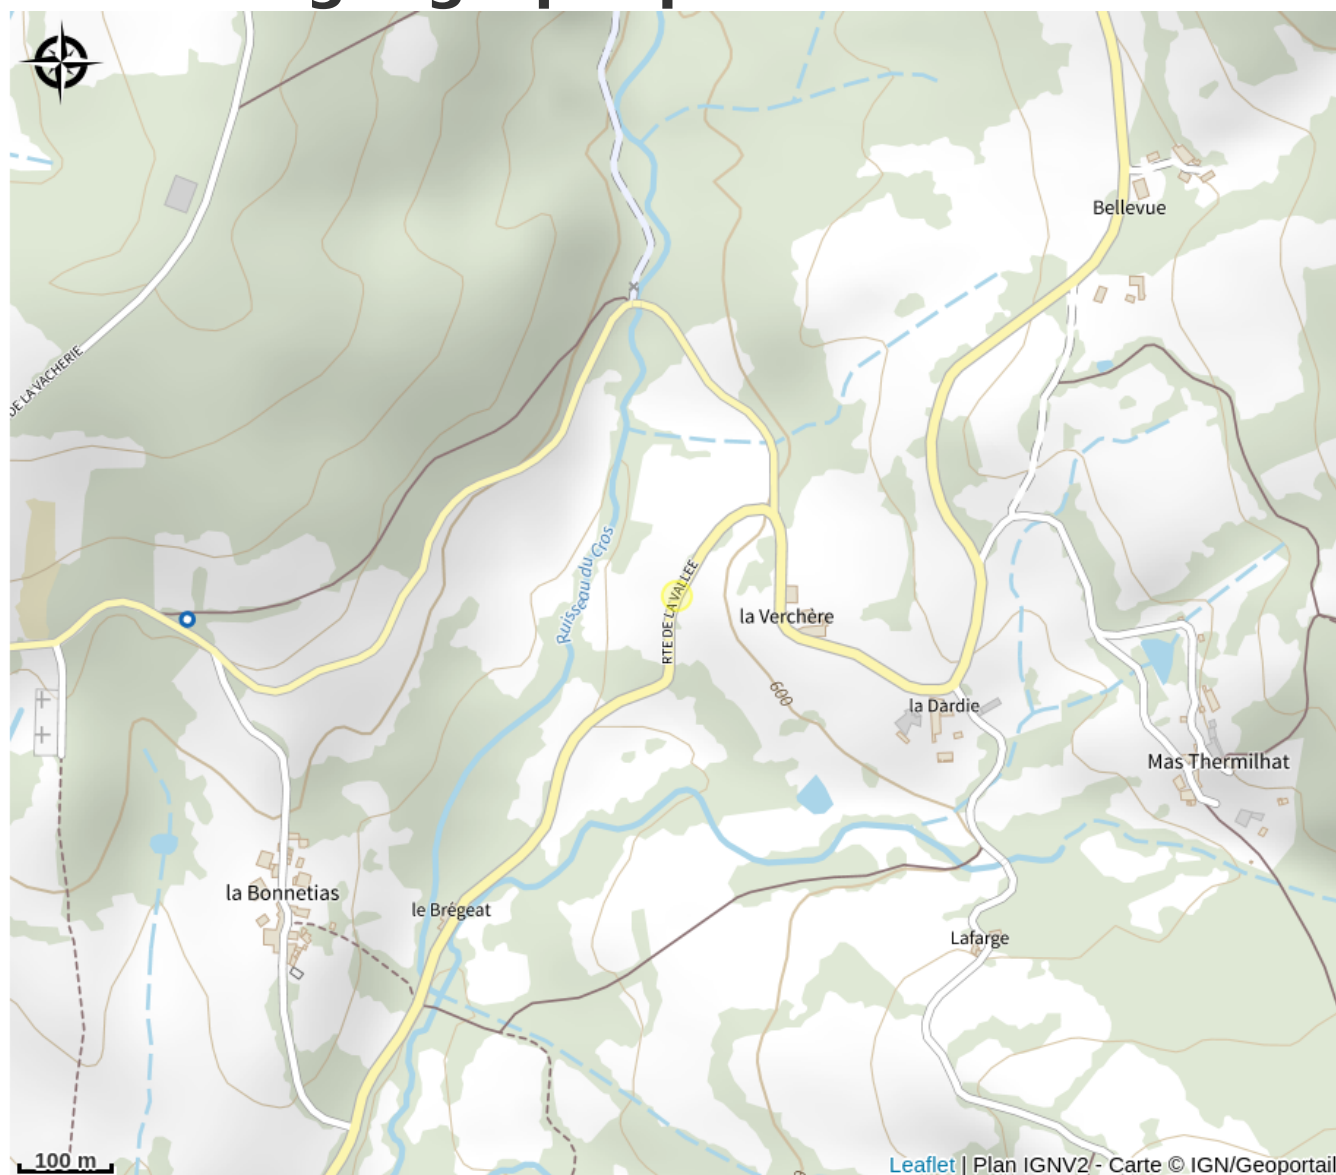 Bellevue
DE LA VACHERIE
Ruisseau du Cros
RTE DE LA VALLEE
la Verchère
600
la Dardie
Mas Thermilhat
la Bonnetias
le Brégeat
Lafarge
100 m
Leaflet | Plan IGNV2 - Carte © IGN/Geoportail